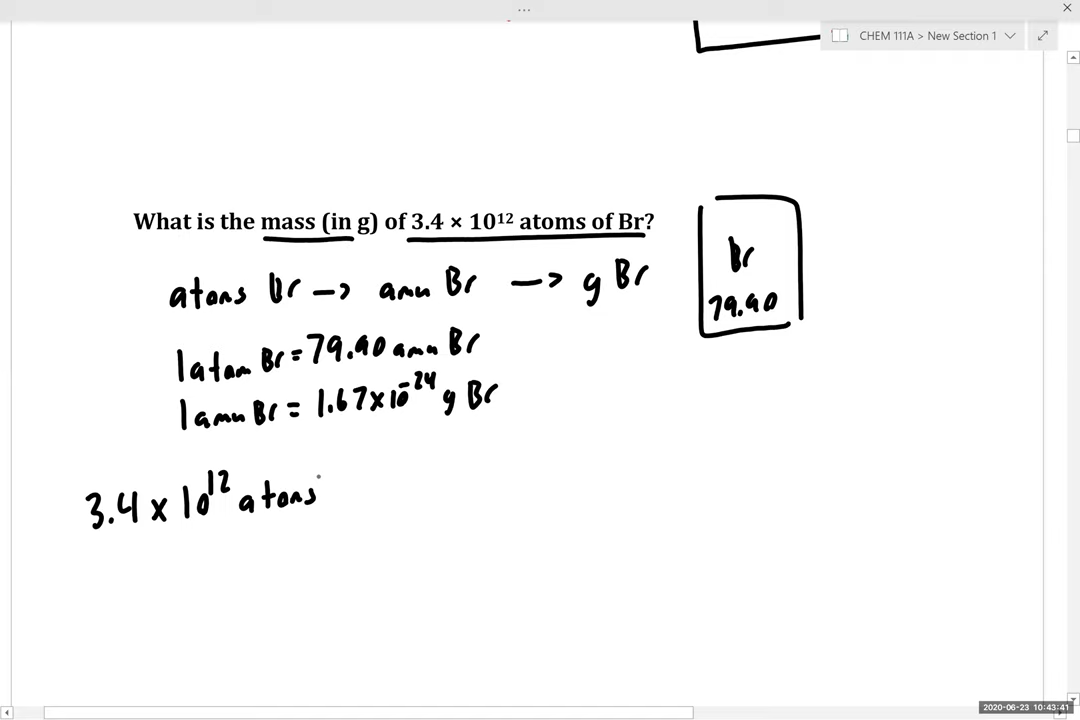 CHEM 111A > New Section 1
What is the mass (in g) of 3.4 × 10¹² atoms of Br?
Br
79.90
atoms Br -> amu Br -> g Br
1 atom Br = 79.90 amu Br
1 amu Br = 1.67 x 10⁻²⁴ g Br
3.4 x 10¹² atoms
2020-06-23 10:43:41